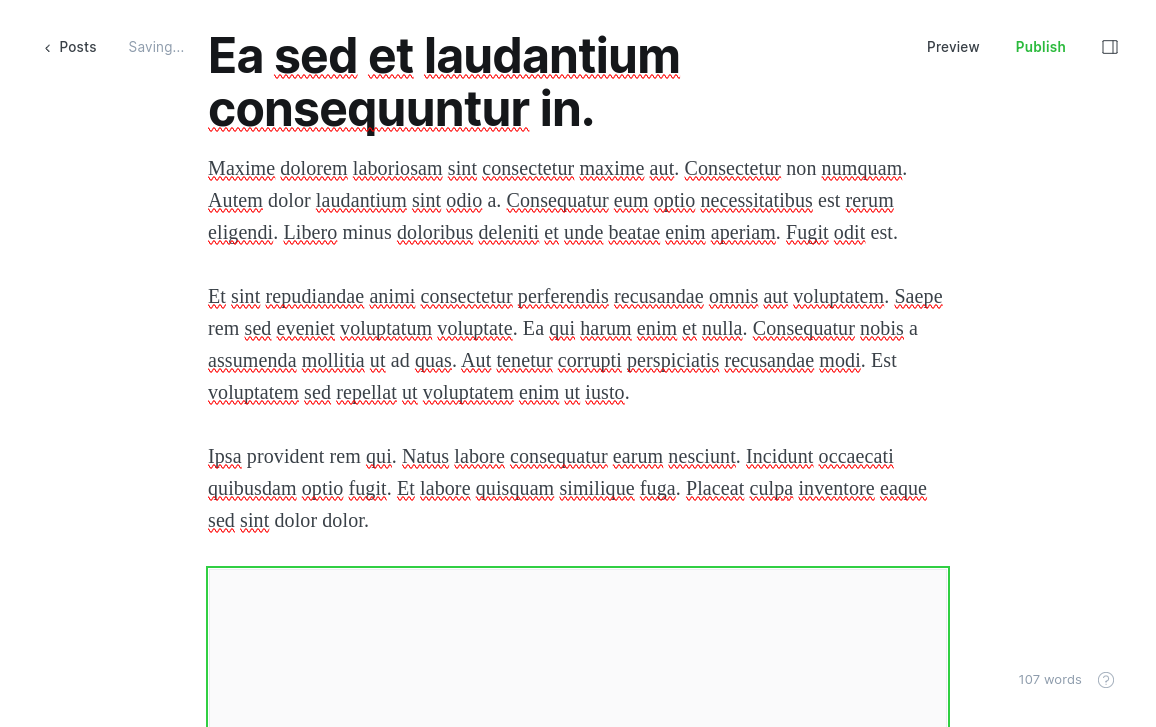 Posts Saving... Preview Publish
Ea sed et laudantium
consequuntur in.
Maxime dolorem laboriosam sint consectetur maxime aut. Consectetur non numquam.
Autem dolor laudantium sint odio a. Consequatur eum optio necessitatibus est rerum
eligendi. Libero minus doloribus deleniti et unde beatae enim aperiam. Fugit odit est.
Et sint repudiandae animi consectetur perferendis recusandae omnis aut voluptatem. Saepe
rem sed eveniet voluptatum voluptate. Ea qui harum enim et nulla. Consequatur nobis a
assumenda mollitia ut ad quas. Aut tenetur corrupti perspiciatis recusandae modi. Est
voluptatem sed repellat ut voluptatem enim ut iusto.
Ipsa provident rem qui. Natus labore consequatur earum nesciunt. Incidunt occaecati
quibusdam optio fugit. Et labore quisquam similique fuga. Placeat culpa inventore eaque
sed sint dolor dolor.
107 words